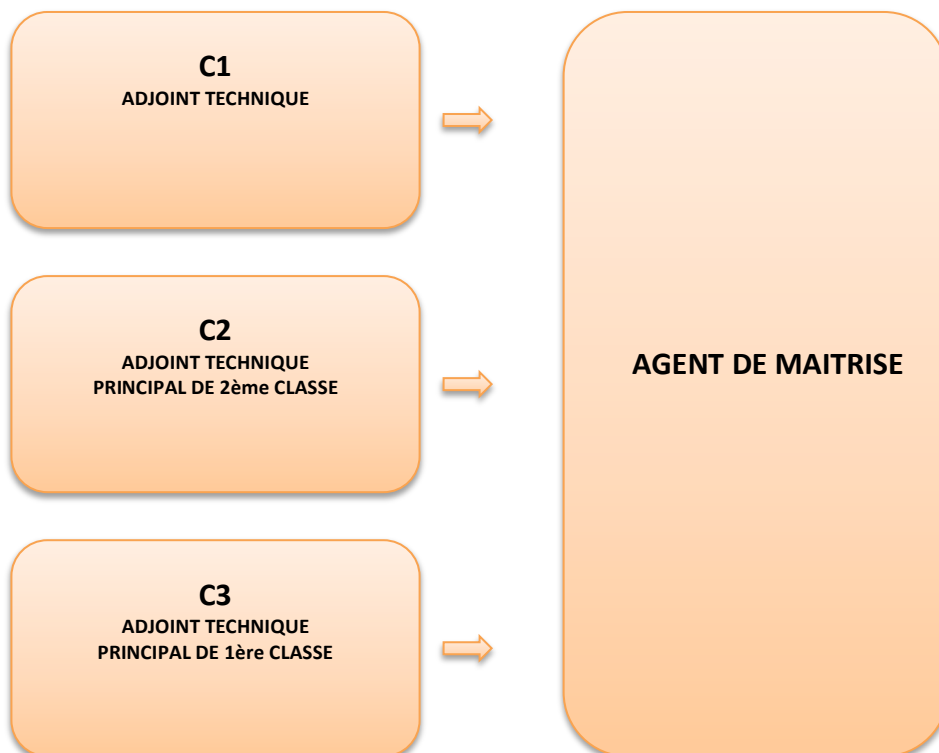 C1
ADJOINT TECHNIQUE
C2
ADJOINT TECHNIQUE
PRINCIPAL DE 2ème CLASSE
C3
ADJOINT TECHNIQUE
PRINCIPAL DE 1ère CLASSE
AGENT DE MAITRISE